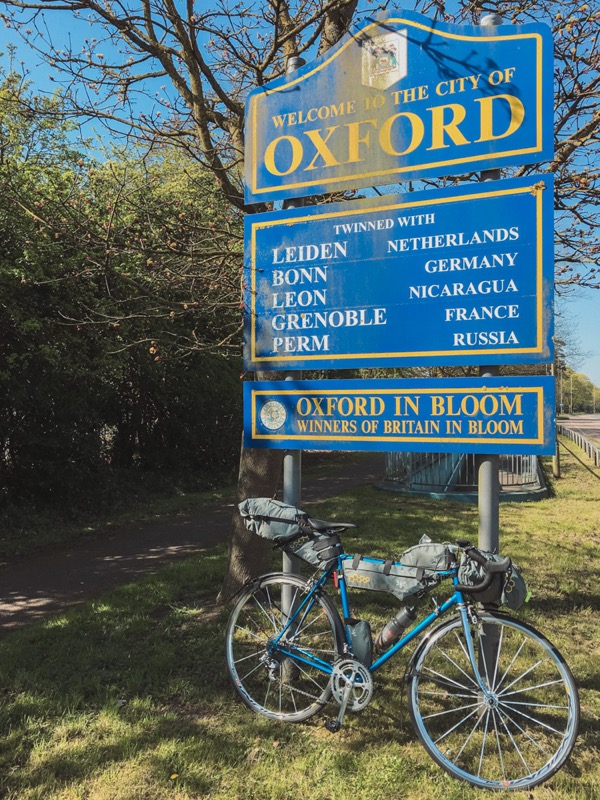 WELCOME TO THE CITY OF
OXFORD
TWINNED WITH
LEIDEN NETHERLANDS
BONN GERMANY
LEON NICARAGUA
GRENOBLE FRANCE
PERM RUSSIA
OXFORD IN BLOOM
WINNERS OF BRITAIN IN BLOOM